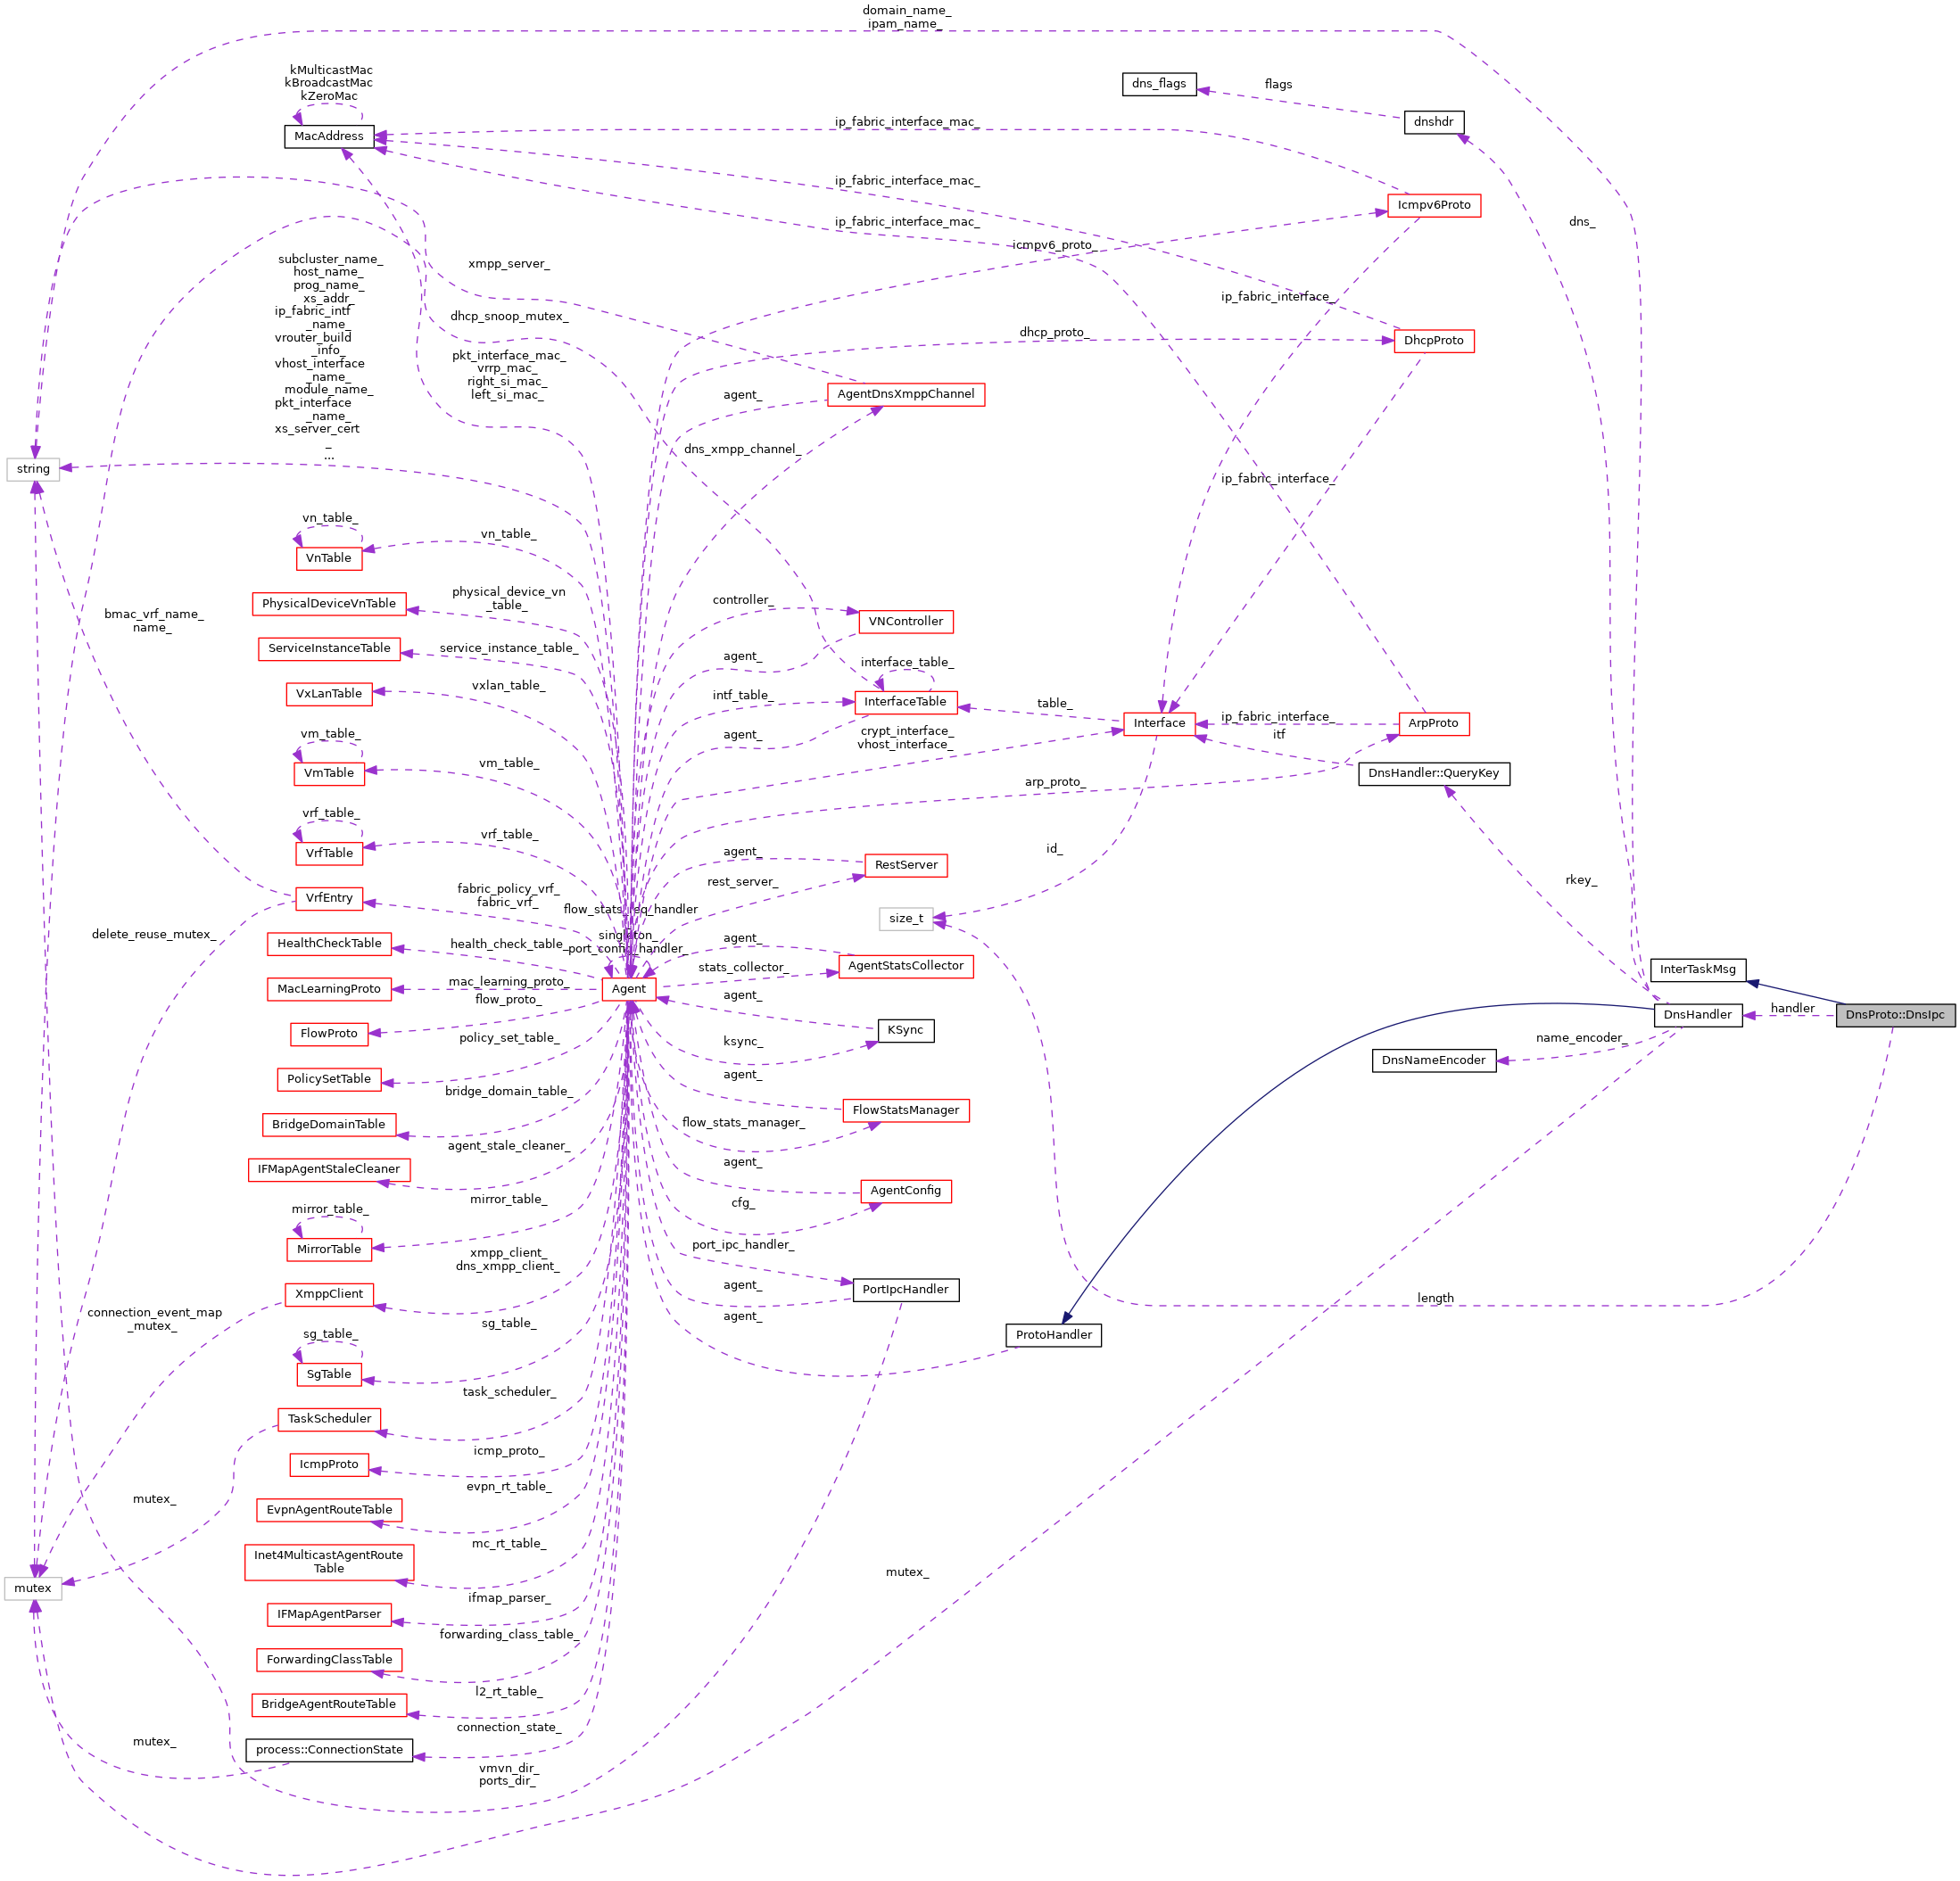 domain_name_
ipam_name_
kMulticastMac
kBroadcastMac
kZeroMac
MacAddress
dns_flags
flags
dnshdr
ip_fabric_interface_mac_
ip_fabric_interface_mac_
ip_fabric_interface_mac_
Icmpv6Proto
dns_
icmpv6_proto_
xmpp_server_
subcluster_name_
host_name_
prog_name_
xs_addr_
ip_fabric_intf
_name_
vrouter_build
_info_
vhost_interface
_name_
module_name_
pkt_interface
_name_
xs_server_cert
_
...
ip_fabric_interface_
dhcp_snoop_mutex_
dhcp_proto_
DhcpProto
pkt_interface_mac_
vrrp_mac_
right_si_mac_
left_si_mac_
agent_
AgentDnsXmppChannel
dns_xmpp_channel_
string
ip_fabric_interface_
vn_table_
VnTable
vn_table_
PhysicalDeviceVnTable
physical_device_vn
_table_
controller_
VNController
bmac_vrf_name_
name_
ServiceInstanceTable
service_instance_table_
agent_
interface_table_
VxLanTable
vxlan_table_
intf_table_
InterfaceTable
table_
Interface
ip_fabric_interface_
ArpProto
itf
vm_table_
VmTable
vm_table_
agent_
crypt_interface_
vhost_interface_
arp_proto_
DnsHandler::QueryKey
vrf_table_
VrfTable
vrf_table_
agent_
RestServer
id_
rest_server_
rkey_
VrfEntry
fabric_policy_vrf_
fabric_vrf_
flow_stats_req_handler
size_t
delete_reuse_mutex_
HealthCheckTable
health_check_table_
singleton_
port_config_handler_
agent_
AgentStatsCollector
stats_collector_
InterTaskMsg
MacLearningProto
mac_learning_proto_
Agent
agent_
flow_proto_
FlowProto
KSync
ksync_
DnsHandler
handler
DnsProto::DnsIpc
name_encoder_
DnsNameEncoder
policy_set_table_
PolicySetTable
agent_
bridge_domain_table_
BridgeDomainTable
FlowStatsManager
flow_stats_manager_
agent_stale_cleaner_
IFMapAgentStaleCleaner
agent_
AgentConfig
cfg_
mirror_table_
mirror_table_
MirrorTable
port_ipc_handler_
xmpp_client_
dns_xmpp_client_
XmppClient
agent_
PortIpcHandler
length
connection_event_map
_mutex_
agent_
ProtoHandler
sg_table_
sg_table_
SgTable
task_scheduler_
TaskScheduler
icmp_proto_
IcmpProto
mutex_
evpn_rt_table_
EvpnAgentRouteTable
mc_rt_table_
Inet4MulticastAgentRoute
Table
mutex
mutex_
ifmap_parser_
IFMapAgentParser
forwarding_class_table_
ForwardingClassTable
l2_rt_table_
BridgeAgentRouteTable
connection_state_
mutex_
process::ConnectionState
vmvn_dir_
ports_dir_